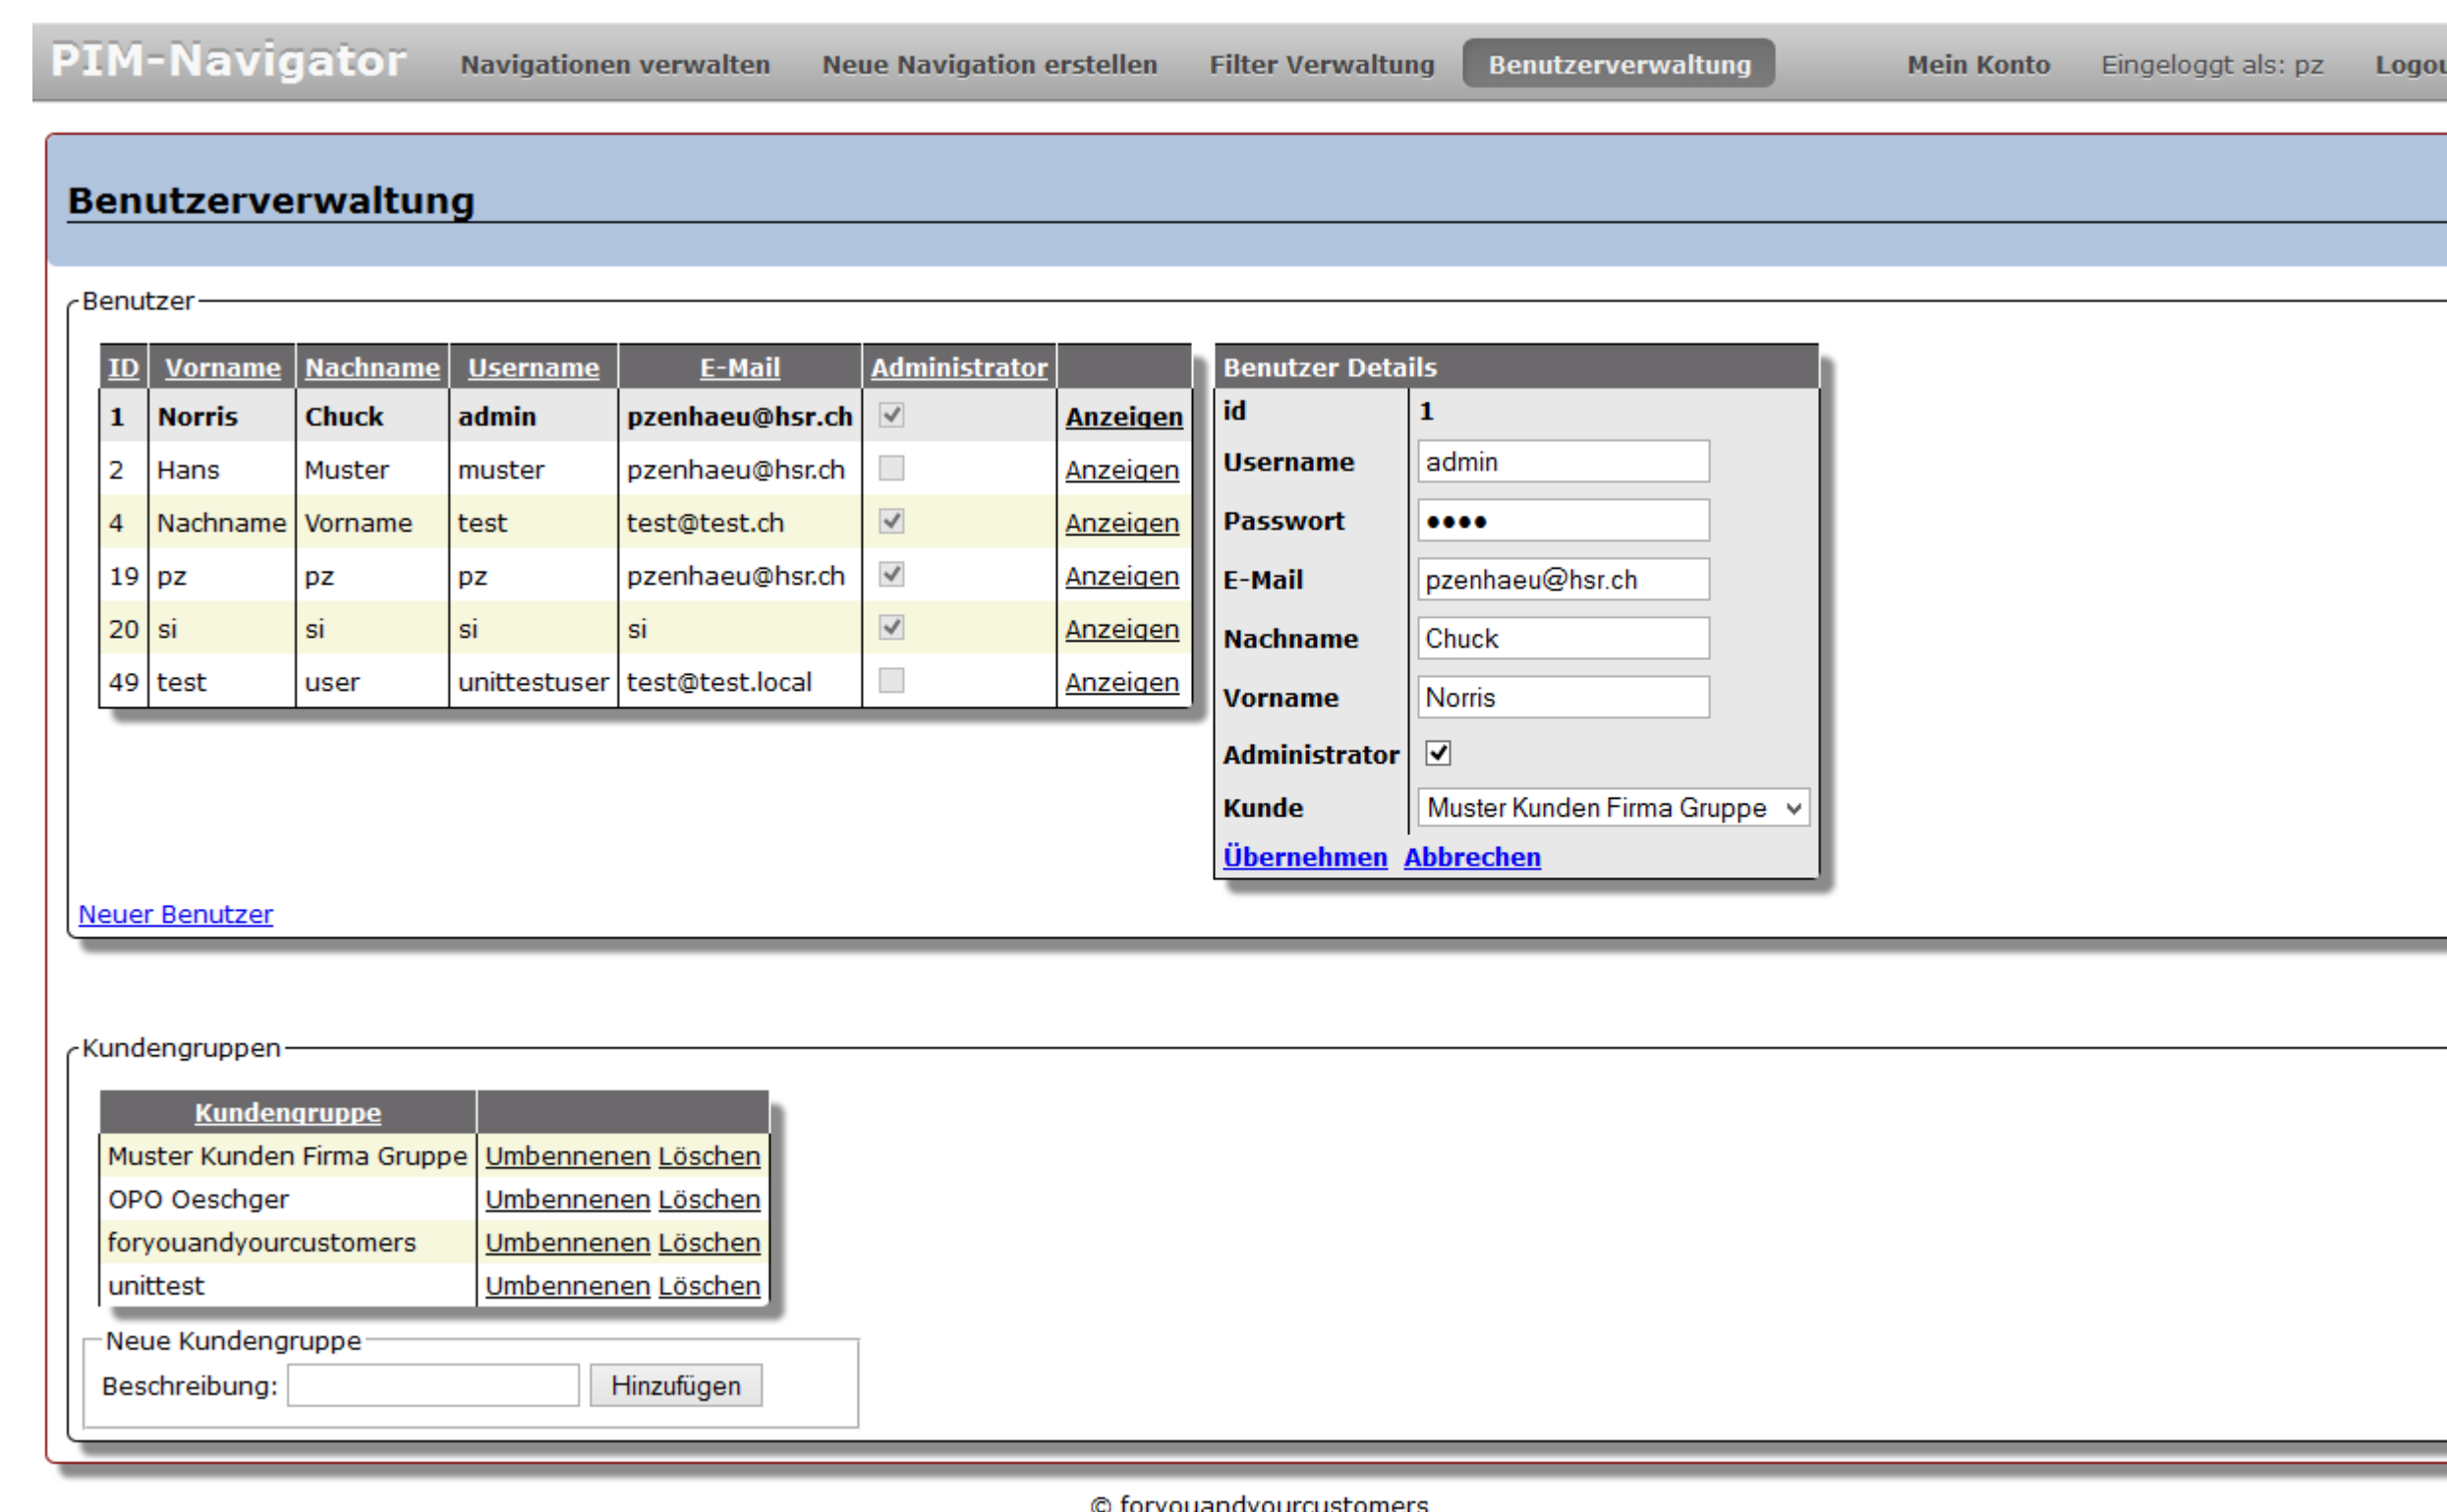 PIM-Navigator Navigationen verwalten Neue Navigation erstellen Filter Verwaltung Benutzerverwaltung Mein Konto Eingeloggt als: pz Logou
Benutzerverwaltung
Benutzer
ID Vorname Nachname Username E-Mail Administrator
1 Norris Chuck admin pzenhaeu@hsr.ch Anzeigen
2 Hans Muster muster pzenhaeu@hsr.ch Anzeigen
4 Nachname Vorname test test@test.ch Anzeigen
19 pz pz pz pzenhaeu@hsr.ch Anzeigen
20 si si si si Anzeigen
49 test user unittestuser test@test.local Anzeigen
Benutzer Details
id 1
Username admin
Passwort ••••
E-Mail pzenhaeu@hsr.ch
Nachname Chuck
Vorname Norris
Administrator
Kunde Muster Kunden Firma Gruppe
Übernehmen Abbrechen
Neuer Benutzer
Kundengruppen
Kundengruppe
Muster Kunden Firma Gruppe Umbennenen Löschen
OPO Oeschger Umbennenen Löschen
foryouandyourcustomers Umbennenen Löschen
unittest Umbennenen Löschen
Neue Kundengruppe
Beschreibung: Hinzufügen
© foryouandyourcustomers